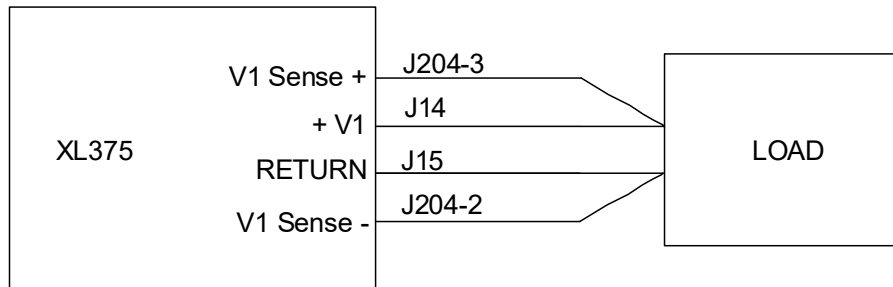 V1 Sense + J204-3
+ V1 J14
XL375
RETURN J15
LOAD
V1 Sense - J204-2